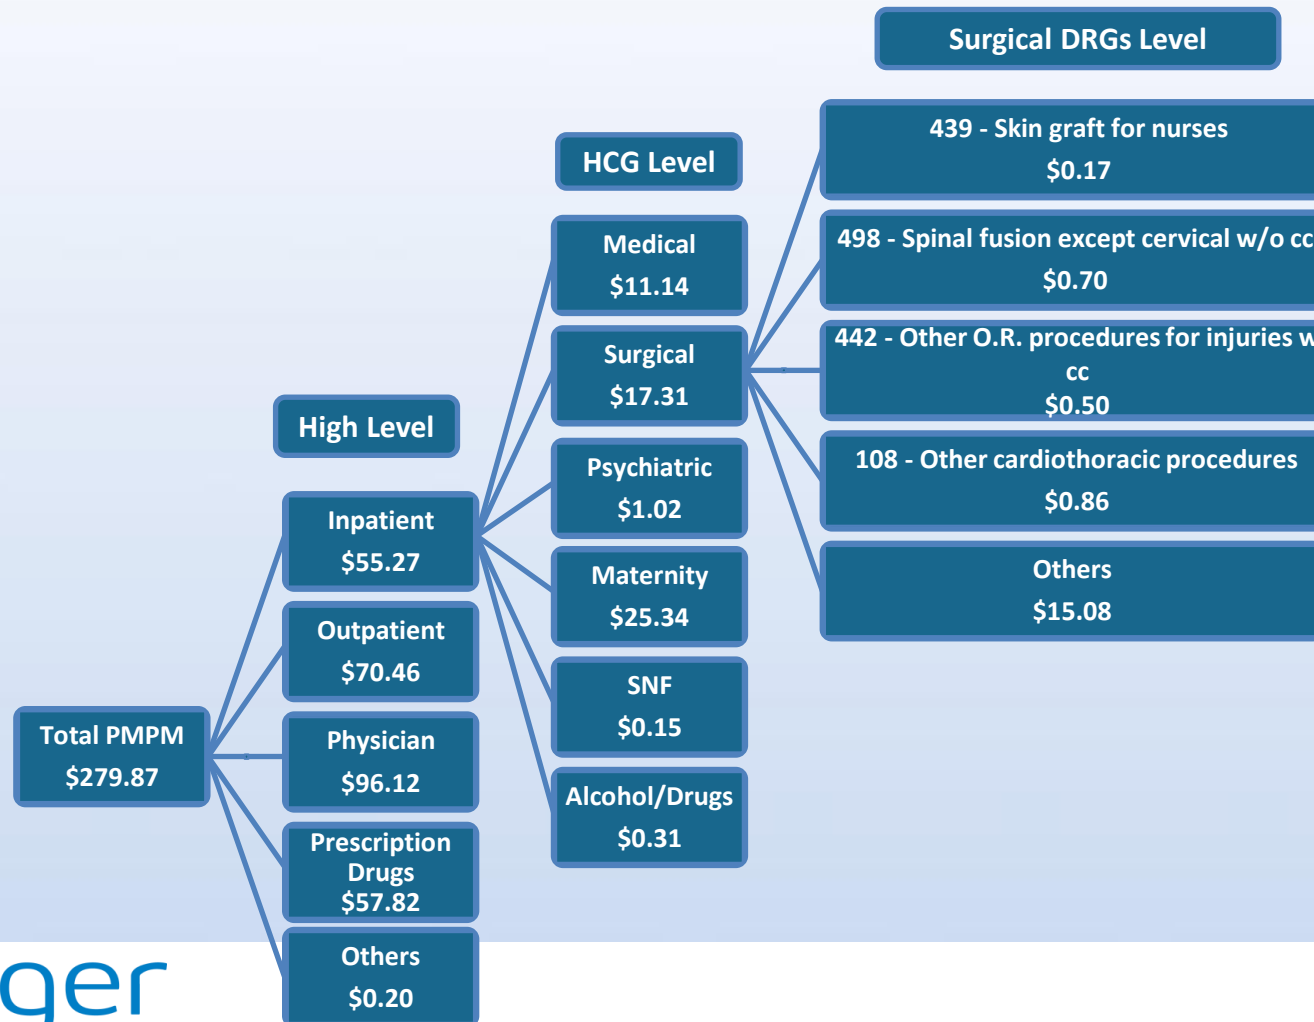 Surgical DRGs Level
439 - Skin graft for nurses
$0.17
498 - Spinal fusion except cervical w/o cc
$0.70
442 - Other O.R. procedures for injuries w
cc
$0.50
108 - Other cardiothoracic procedures
$0.86
Others
$15.08
HCG Level
Medical
$11.14
Surgical
$17.31
Psychiatric
$1.02
Maternity
$25.34
SNF
$0.15
Alcohol/Drugs
$0.31
High Level
Inpatient
$55.27
Outpatient
$70.46
Physician
$96.12
Prescription
Drugs
$57.82
Others
$0.20
Total PMPM
$279.87
ger